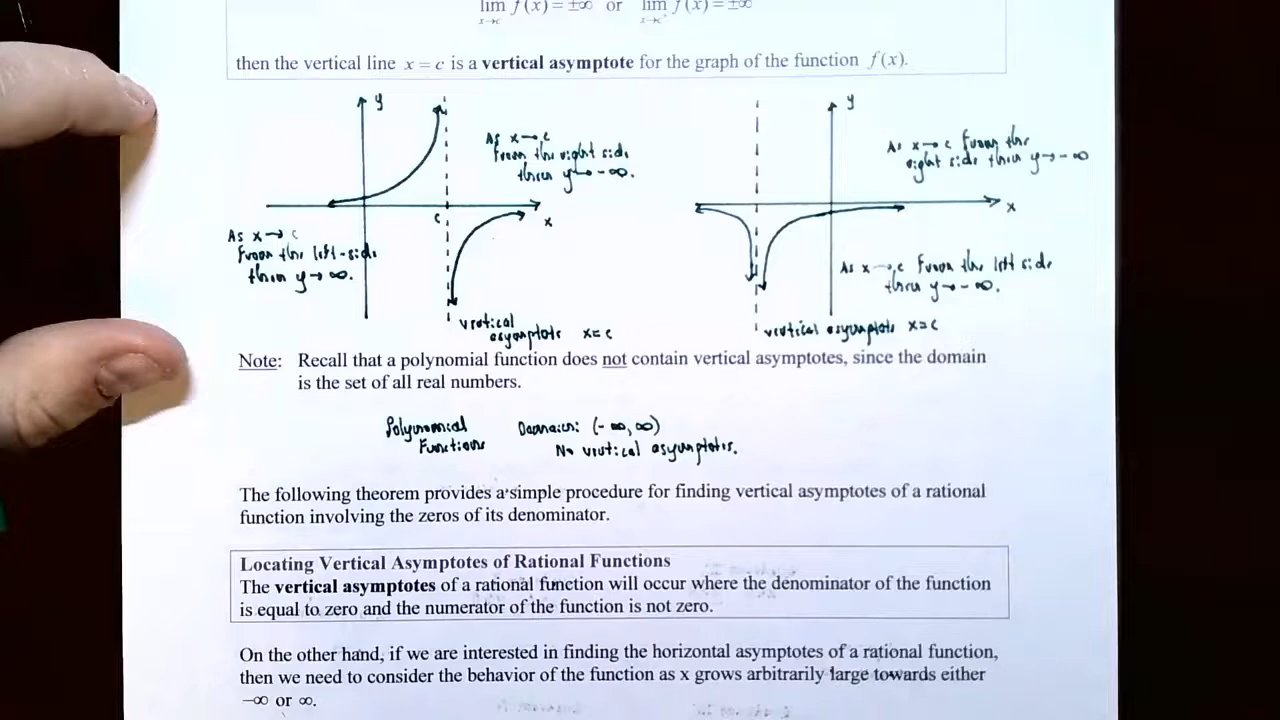 lim f(x) = ±∞ or lim f(x) = ±∞
x→c⁻ x→c⁺
then the vertical line x = c is a vertical asymptote for the graph of the function f(x).
y
As x → c
From the right side
then y → -∞.
c
x
As x → c
From the left-side
then y → ∞.
vertical
asymptote x=c
y
As x → c From the
right side then y → -∞
x
As x → c From the left side
then y → -∞.
vertical asymptote x=c
Note: Recall that a polynomial function does not contain vertical asymptotes, since the domain
is the set of all real numbers.
Polynomial Domain: (-∞,∞)
Functions No vertical asymptotes.
The following theorem provides a simple procedure for finding vertical asymptotes of a rational
function involving the zeros of its denominator.
Locating Vertical Asymptotes of Rational Functions
The vertical asymptotes of a rational function will occur where the denominator of the function
is equal to zero and the numerator of the function is not zero.
On the other hand, if we are interested in finding the horizontal asymptotes of a rational function,
then we need to consider the behavior of the function as x grows arbitrarily large towards either
−∞ or ∞.